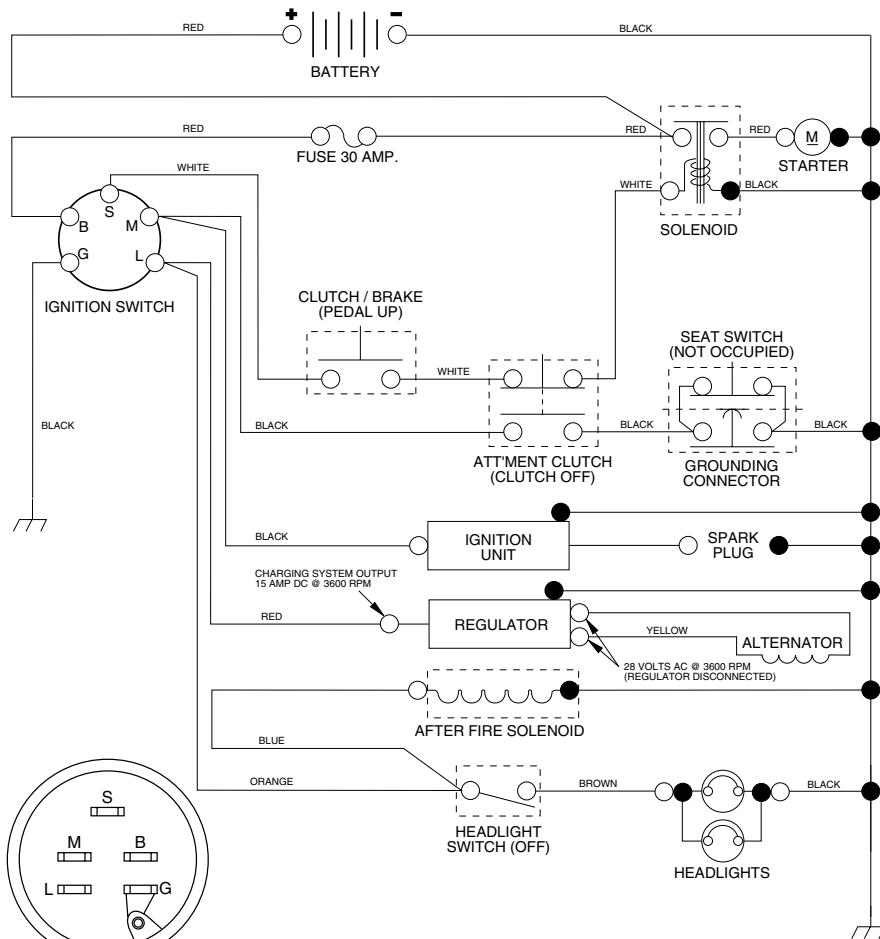 + -
RED
BLACK
BATTERY
RED
FUSE 30 AMP.
RED
RED
M
STARTER
WHITE
S
B
M
G
L
IGNITION SWITCH
WHITE
BLACK
SOLENOID
CLUTCH / BRAKE
(PEDAL UP)
SEAT SWITCH
(NOT OCCUPIED)
WHITE
BLACK
BLACK
BLACK
BLACK
ATT'MENT CLUTCH
(CLUTCH OFF)
GROUNDING
CONNECTOR
BLACK
IGNITION
UNIT
SPARK
PLUG
CHARGING SYSTEM OUTPUT
15 AMP DC @ 3600 RPM
RED
REGULATOR
YELLOW
ALTERNATOR
28 VOLTS AC @ 3600 RPM
(REGULATOR DISCONNECTED)
AFTER FIRE SOLENOID
BLUE
ORANGE
BROWN
BLACK
HEADLIGHT
SWITCH (OFF)
HEADLIGHTS
S
M
B
L
G